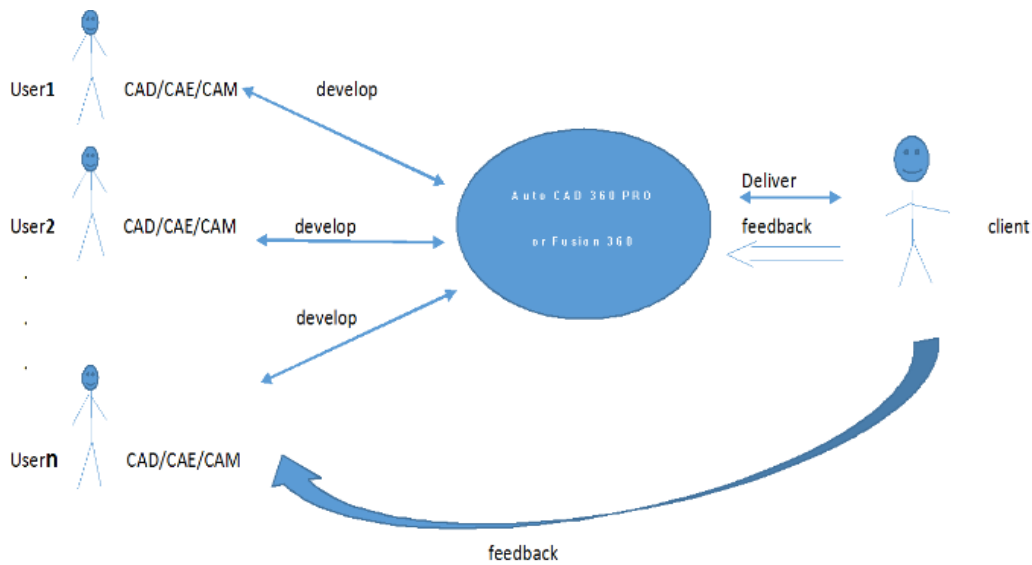 User1 CAD/CAE/CAM develop
Auto CAD 360 PRO
or Fusion 360
Deliver
feedback
client
User2 CAD/CAE/CAM develop
.
.
.
develop
Usern CAD/CAE/CAM
feedback